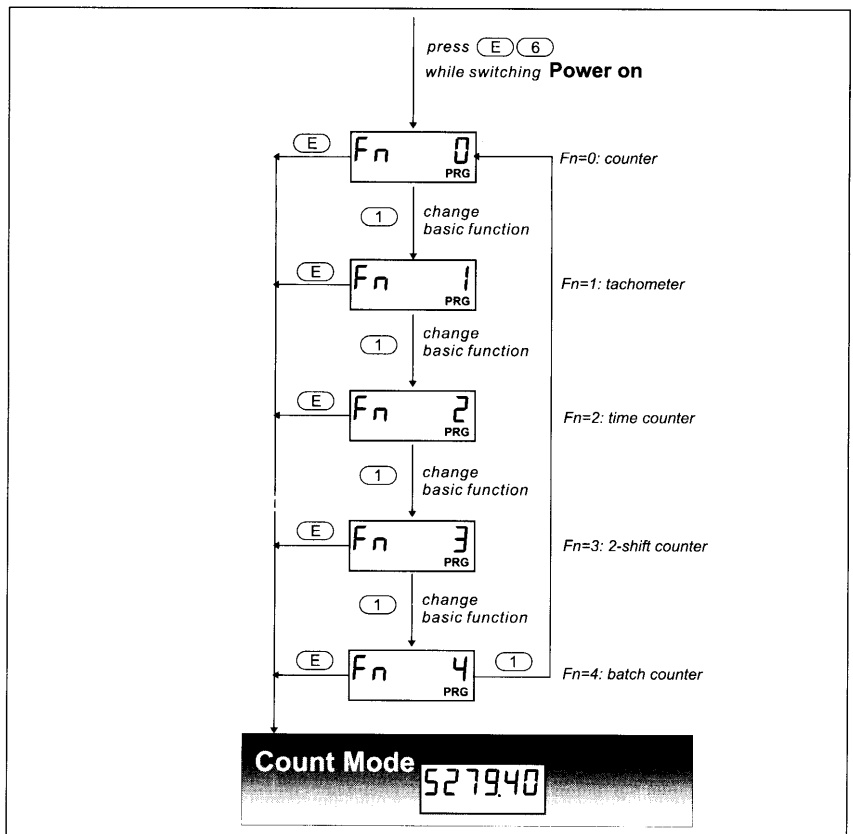 press E 6
while switching Power on
E Fn 0 PRG Fn=0: counter
1 change
basic function
E Fn 1 PRG Fn=1: tachometer
1 change
basic function
E Fn 2 PRG Fn=2: time counter
1 change
basic function
E Fn 3 PRG Fn=3: 2-shift counter
1 change
basic function
E Fn 4 PRG 1 Fn=4: batch counter
Count Mode 5279.40